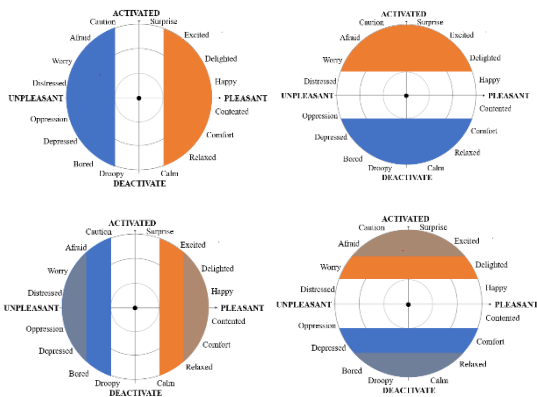 ACTIVATED
Caution Surprise
Afraid Excited
Worry Delighted
Distressed Happy
UNPLEASANT PLEASANT
Oppression Contented
Depressed Comfort
Bored Relaxed
Droopy Calm
DEACTIVATE
ACTIVATED
Caution Surprise
Afraid Excited
Worry Delighted
Distressed Happy
UNPLEASANT PLEASANT
Oppression Contented
Depressed Comfort
Bored Relaxed
Droopy Calm
DEACTIVATE
ACTIVATED
Caution Surprise
Afraid Excited
Worry Delighted
Distressed Happy
UNPLEASANT PLEASANT
Oppression Contented
Depressed Comfort
Bored Relaxed
Droopy Calm
DEACTIVATE
ACTIVATED
Caution Surprise
Afraid Excited
Worry Delighted
Distressed Happy
UNPLEASANT PLEASANT
Oppression Contented
Depressed Comfort
Bored Relaxed
Droopy Calm
DEACTIVATE